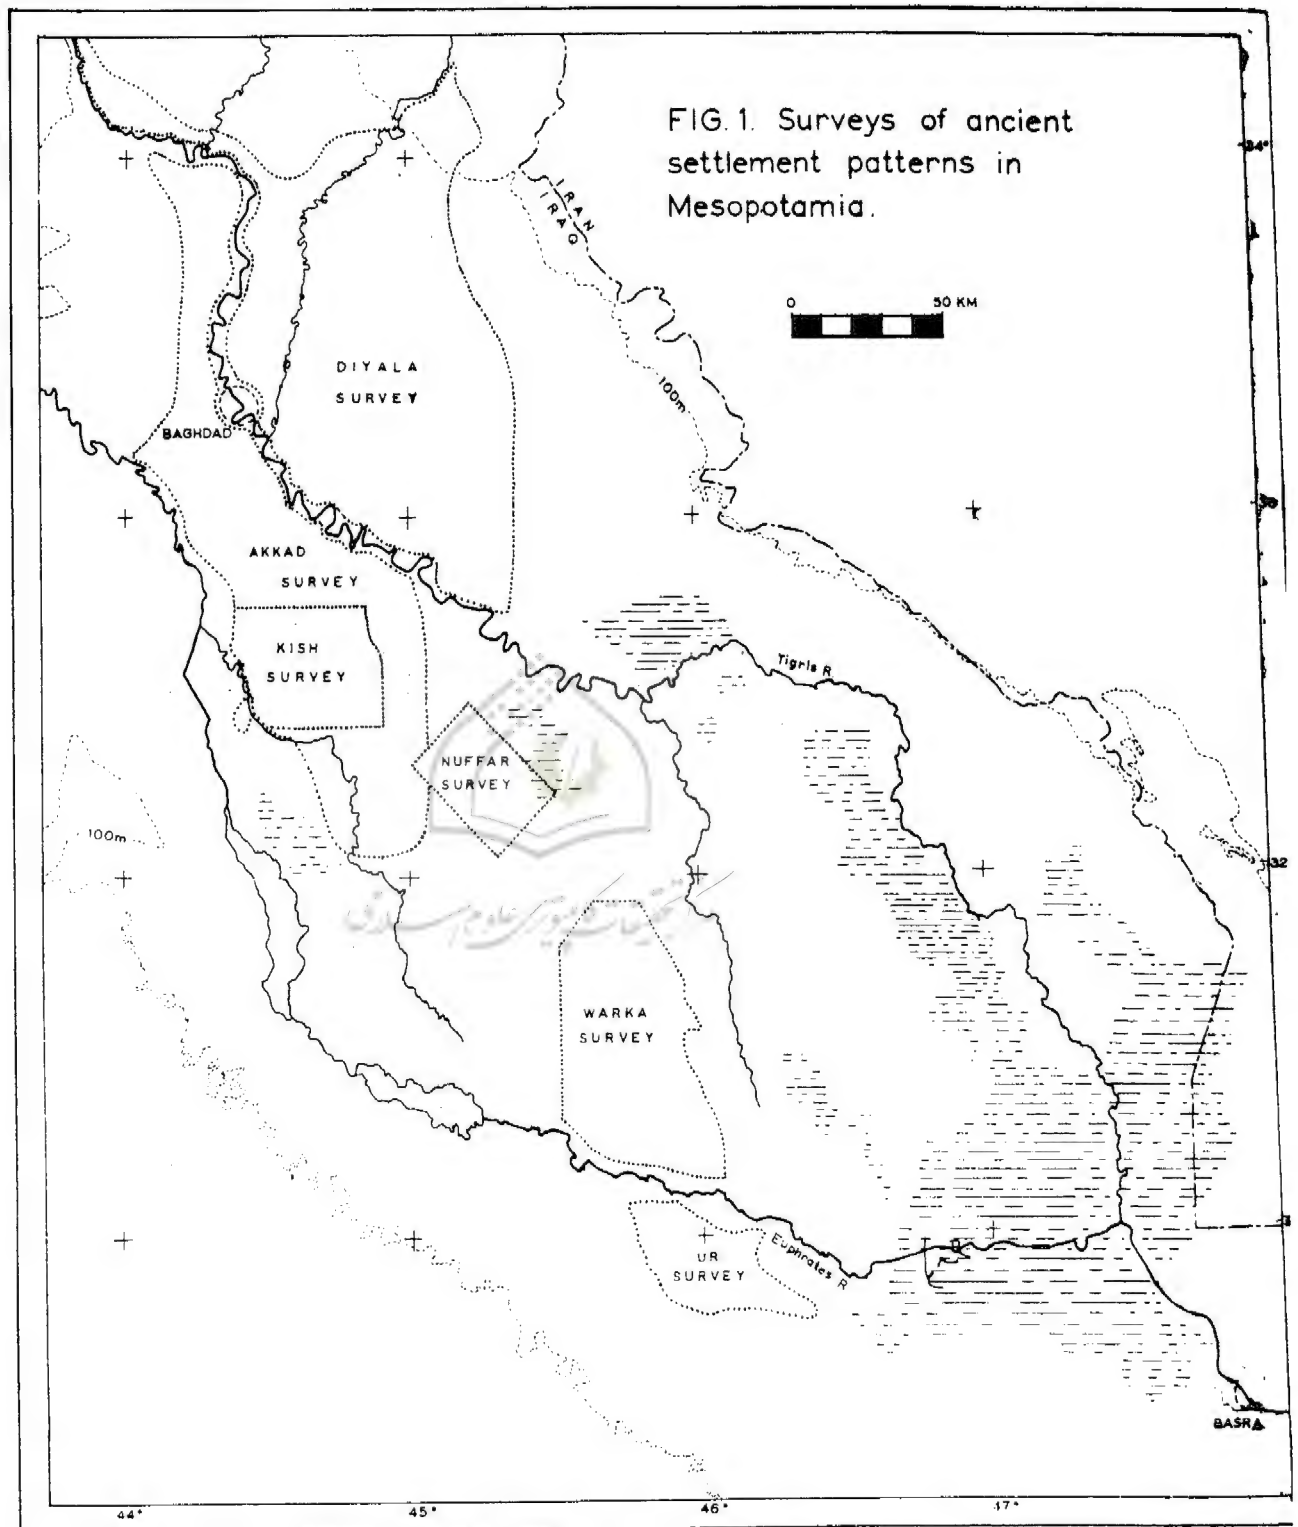 FIG. 1. Surveys of ancient
settlement patterns in
Mesopotamia.
34°
IRAN
IRAQ
0 50 KM
DIYALA
SURVEY
100m
BAGHDAD
AKKAD
SURVEY
KISH
SURVEY
Tigris R
NUFFAR
SURVEY
100m
32
WARKA
SURVEY
UR
SURVEY
Euphrates R
BASRA
44°
45°
46°
47°